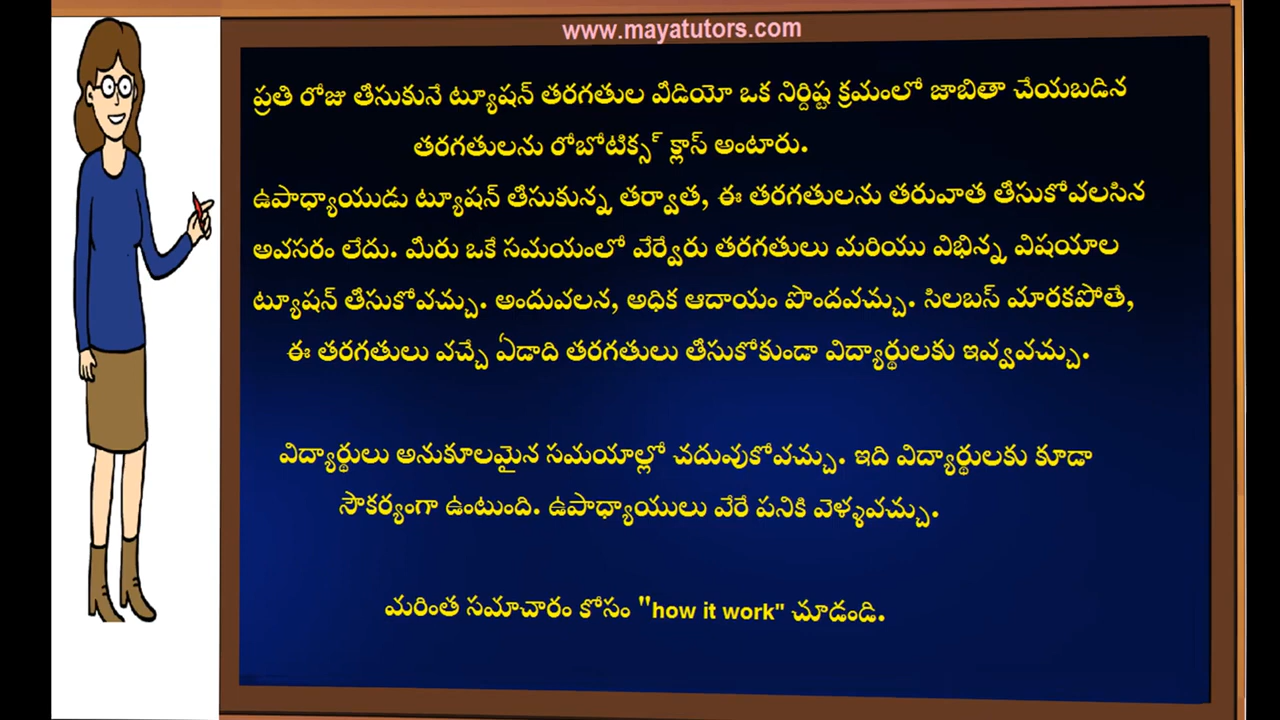 www.mayatutors.com
ప్రతి రోజు తీసుకునే ట్యూషన్ తరగతుల వీడియో ఒక నిర్దిష్ట క్రమంలో జాబితా చేయబడిన
తరగతులను రోబోటిక్స్ క్లాస్ అంటారు.
ఉపాధ్యాయుడు ట్యూషన్ తీసుకున్న తర్వాత, ఈ తరగతులను తరువాత తీసుకోవలసిన
అవసరం లేదు. మీరు ఒకే సమయంలో వేర్వేరు తరగతులు మరియు విభిన్న విషయాల
ట్యూషన్ తీసుకోవచ్చు. అందువలన, అధిక ఆదాయం పొందవచ్చు. సిలబస్ మారకపోతే,
ఈ తరగతులు వచ్చే ఏడాది తరగతులు తీసుకోకుండా విద్యార్థులకు ఇవ్వవచ్చు.
విద్యార్థులు అనుకూలమైన సమయాల్లో చదువుకోవచ్చు. ఇది విద్యార్థులకు కూడా
సౌకర్యంగా ఉంటుంది. ఉపాధ్యాయులు వేరే పనికి వెళ్ళవచ్చు.
మరింత సమాచారం కోసం "how it work" చూడండి.